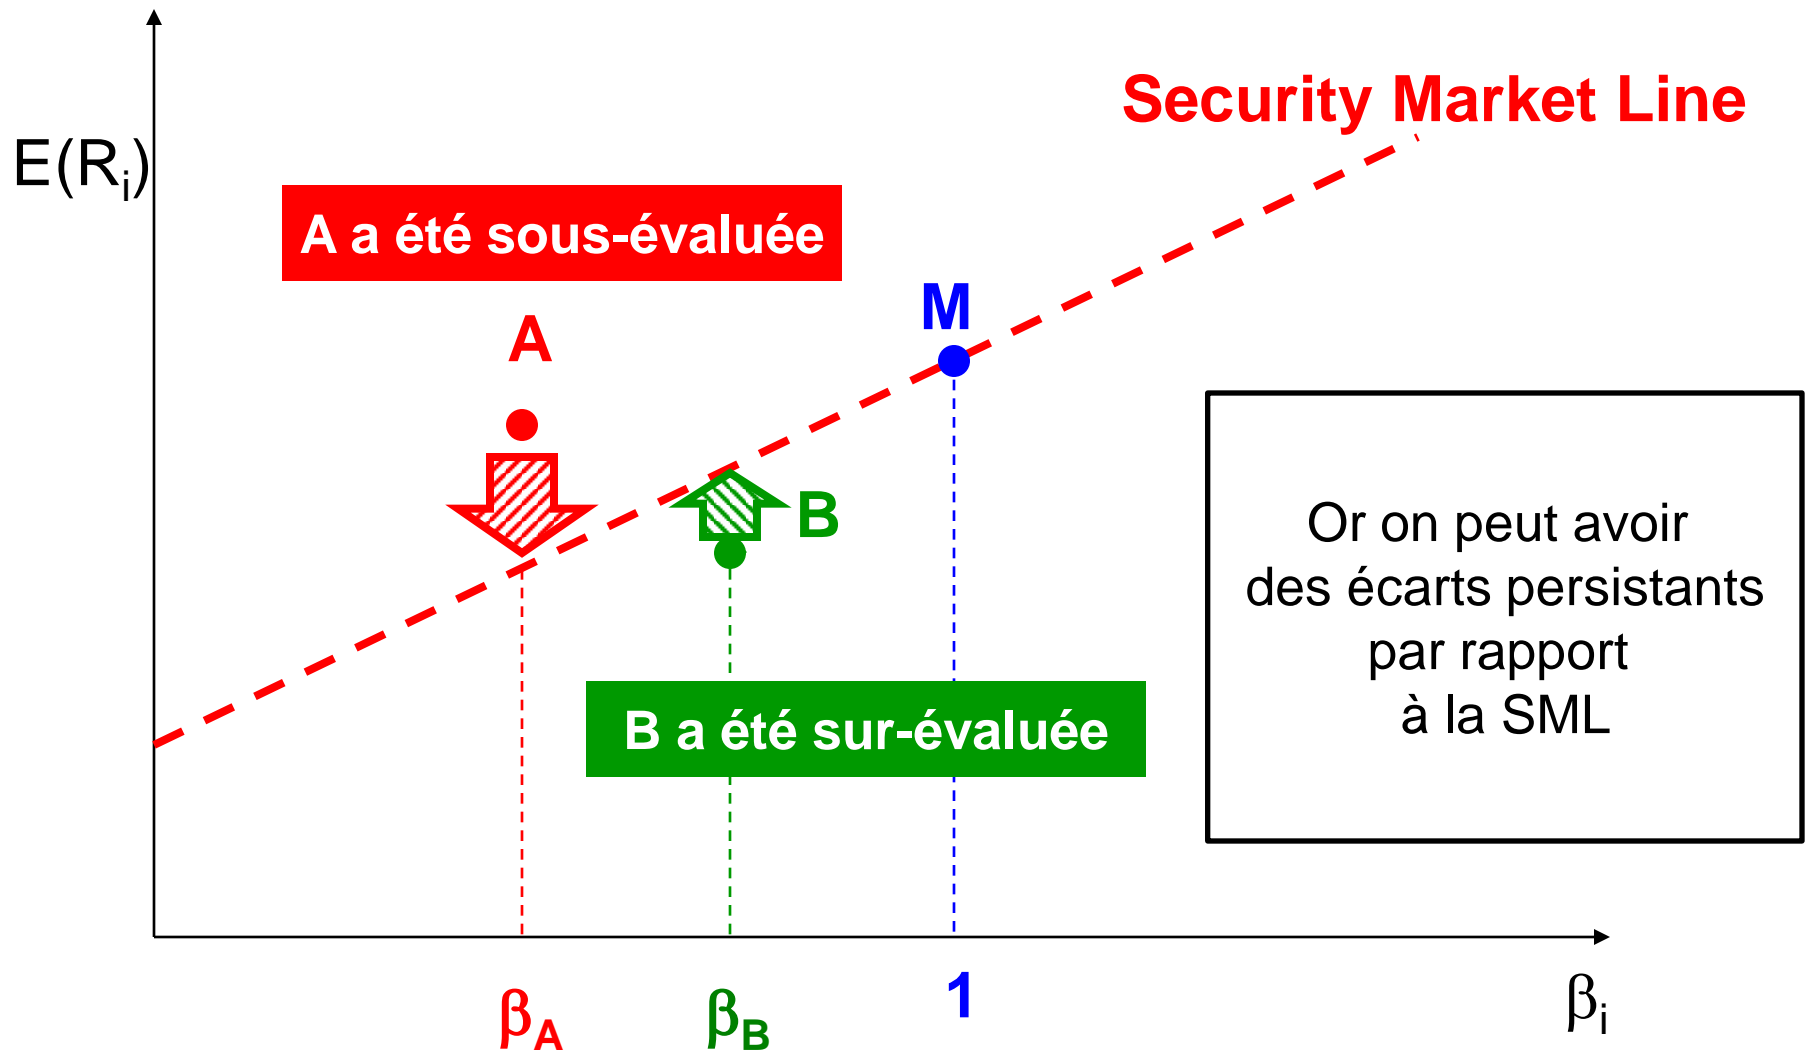 Security Market Line
E(Ri)
A a été sous-évaluée
M
A
B
Or on peut avoir
des écarts persistants
par rapport
à la SML
B a été sur-évaluée
βA
βB
1
βi